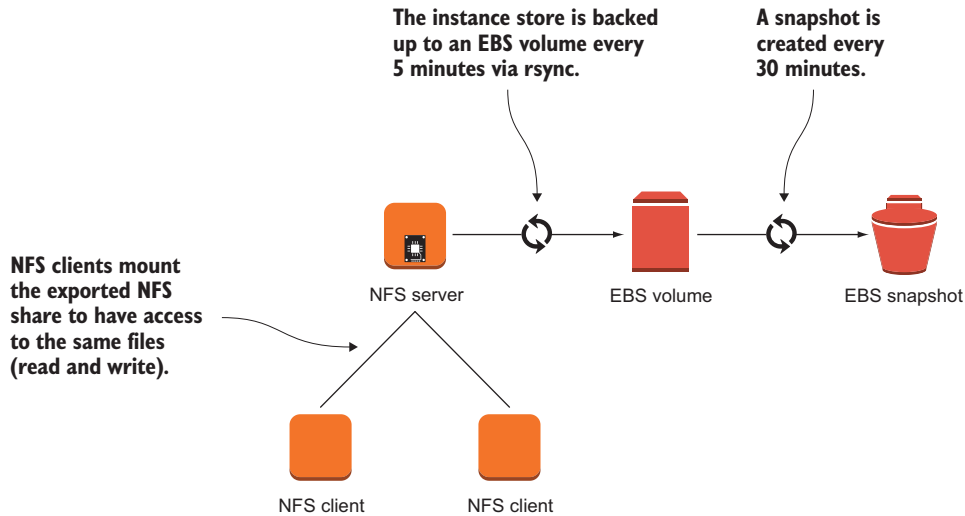 The instance store is backed
up to an EBS volume every
5 minutes via rsync.
A snapshot is
created every
30 minutes.
NFS clients mount
the exported NFS
share to have access
to the same files
(read and write).
NFS server
EBS volume
EBS snapshot
NFS client
NFS client